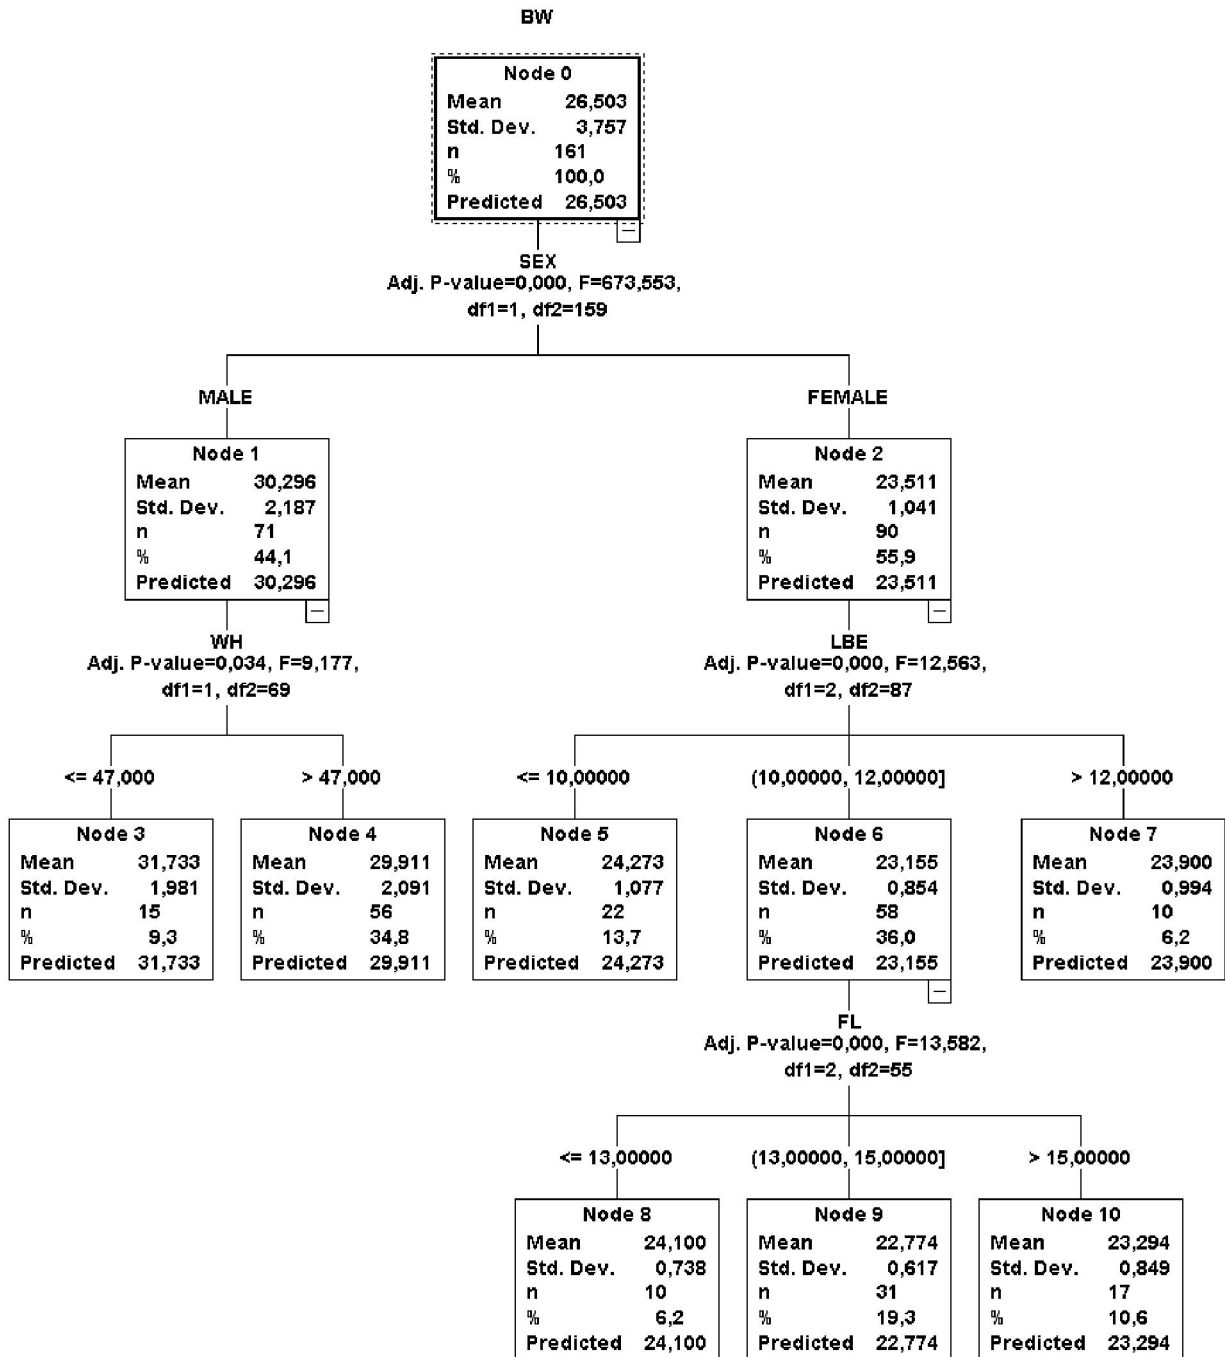 BW
Node 0
Mean 26,503
Std. Dev. 3,757
n 161
% 100,0
Predicted 26,503
SEX
Adj. P-value=0,000, F=673,553,
df1=1, df2=159
MALE
FEMALE
Node 1
Mean 30,296
Std. Dev. 2,187
n 71
% 44,1
Predicted 30,296
Node 2
Mean 23,511
Std. Dev. 1,041
n 90
% 55,9
Predicted 23,511
WH
Adj. P-value=0,034, F=9,177,
df1=1, df2=69
LBE
Adj. P-value=0,000, F=12,563,
df1=2, df2=87
<= 47,000
> 47,000
<= 10,00000
(10,00000, 12,00000]
> 12,00000
Node 3
Mean 31,733
Std. Dev. 1,981
n 15
% 9,3
Predicted 31,733
Node 4
Mean 29,911
Std. Dev. 2,091
n 56
% 34,8
Predicted 29,911
Node 5
Mean 24,273
Std. Dev. 1,077
n 22
% 13,7
Predicted 24,273
Node 6
Mean 23,155
Std. Dev. 0,854
n 58
% 36,0
Predicted 23,155
Node 7
Mean 23,900
Std. Dev. 0,994
n 10
% 6,2
Predicted 23,900
FL
Adj. P-value=0,000, F=13,582,
df1=2, df2=55
<= 13,00000
(13,00000, 15,00000]
> 15,00000
Node 8
Mean 24,100
Std. Dev. 0,738
n 10
% 6,2
Predicted 24,100
Node 9
Mean 22,774
Std. Dev. 0,617
n 31
% 19,3
Predicted 22,774
Node 10
Mean 23,294
Std. Dev. 0,849
n 17
% 10,6
Predicted 23,294